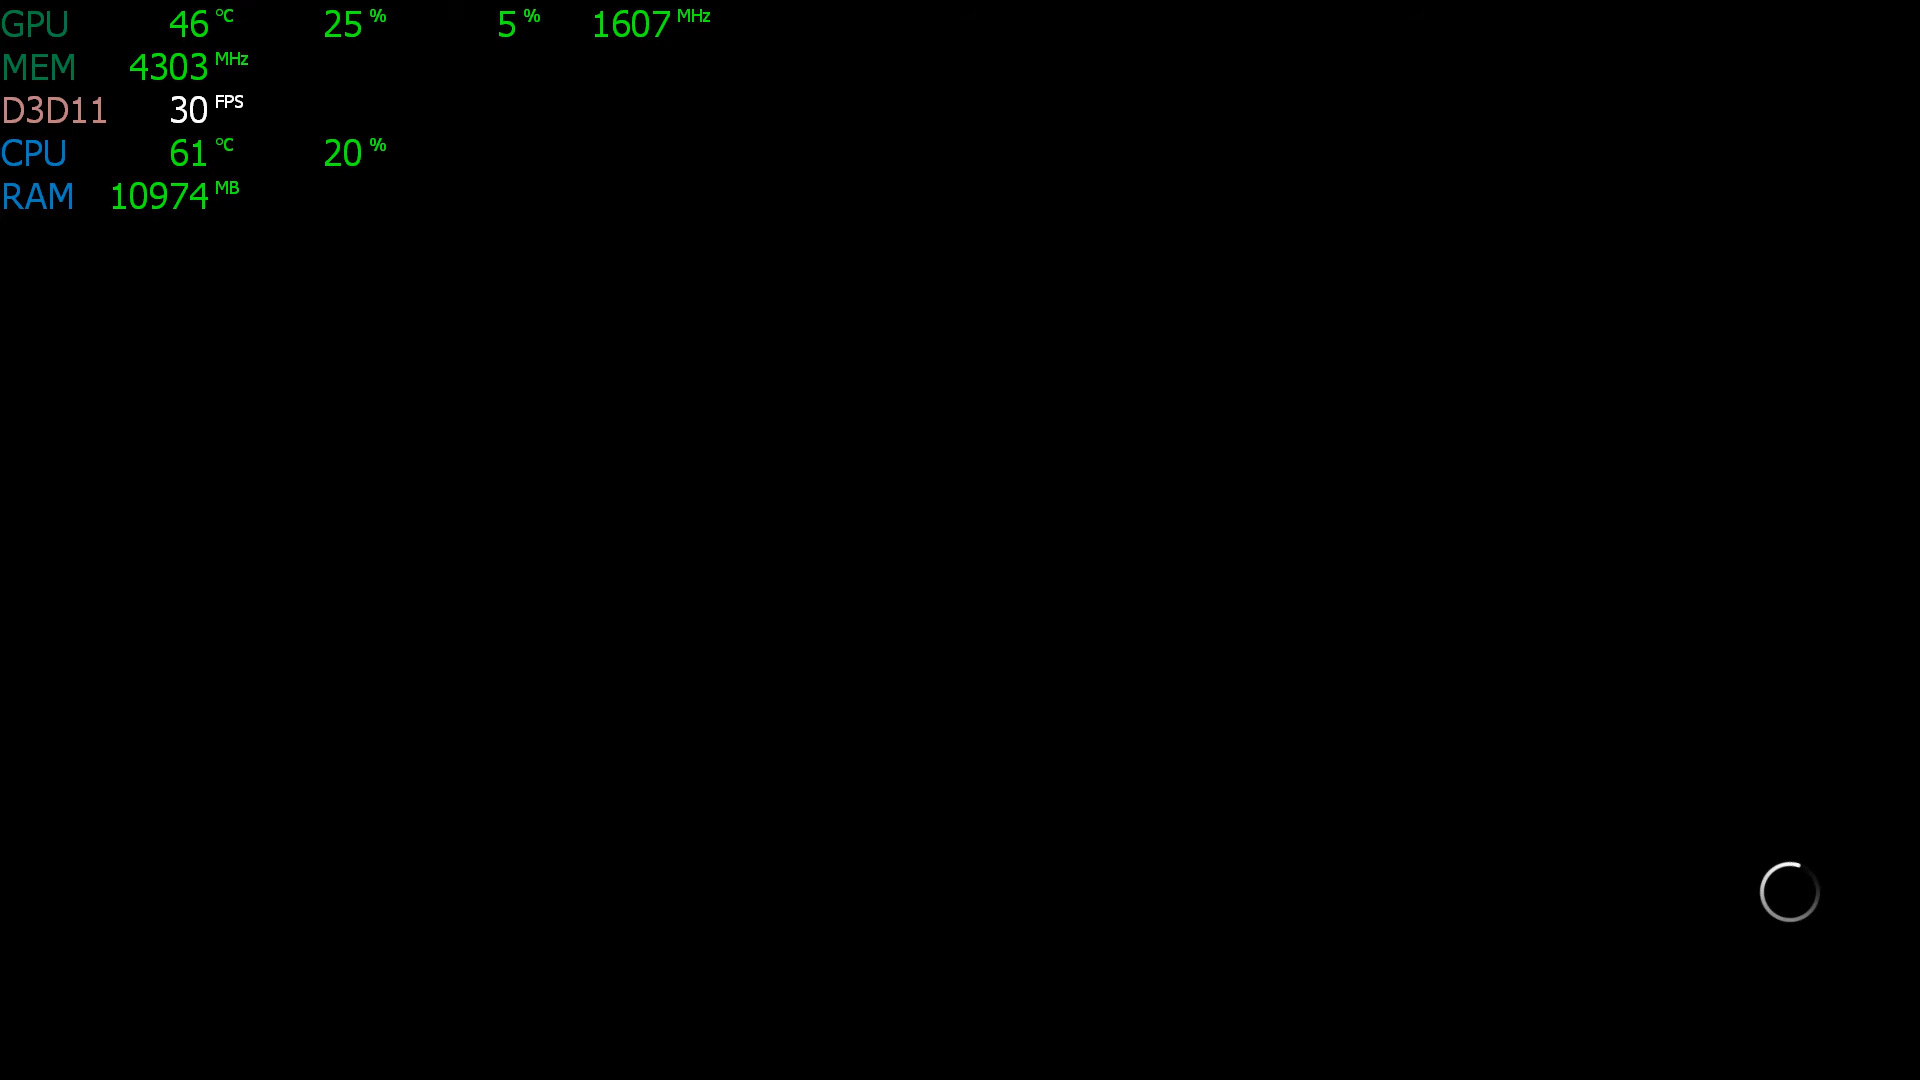 GPU 46 °C 25 % 5 % 1607 MHz
MEM 4303 MHz
D3D11 30 FPS
CPU 61 °C 20 %
RAM 10974 MB